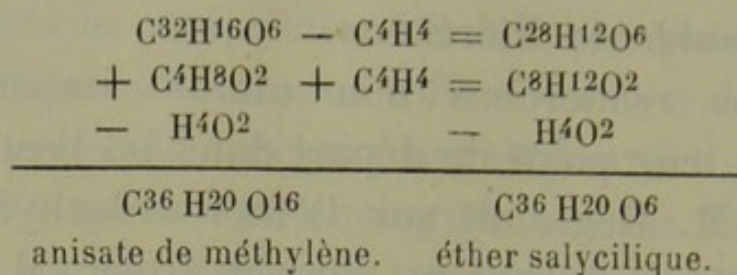 C³²H¹⁶O⁶ — C⁴H⁴ = C²⁸H¹²O⁶
+ C⁴H⁸O² + C⁴H⁴ = C⁸H¹²O²
— H⁴O² — H⁴O²
C³⁶ H²⁰ O¹⁶ C³⁶ H²⁰ O⁶
anisate de méthylène. éther salycilique.